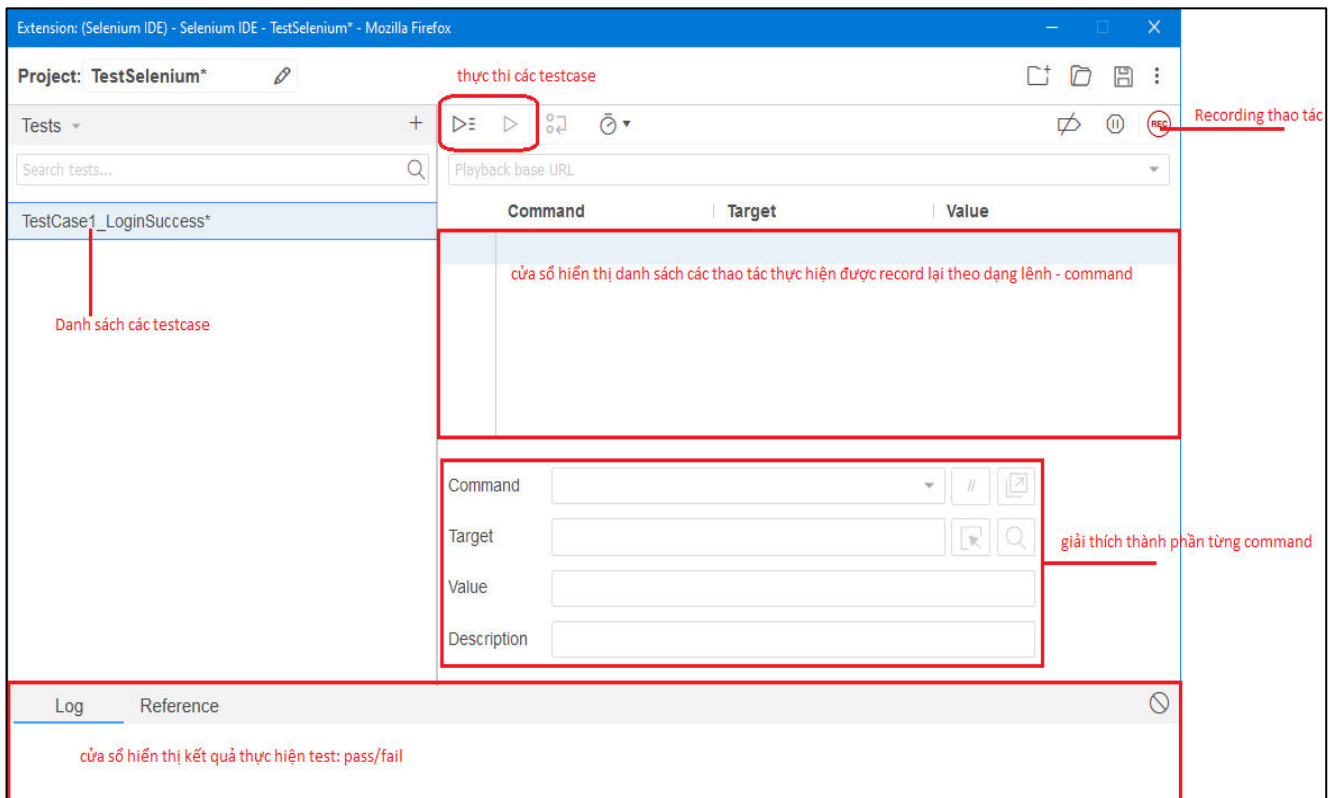 Extension: (Selenium IDE) - Selenium IDE - TestSelenium* - Mozilla Firefox
Project: TestSelenium*
thực thi các testcase
Tests
Recording thao tác
REC
Search tests...
Playback base URL
Command Target Value
TestCase1_LoginSuccess*
cửa sổ hiển thị danh sách các thao tác thực hiện được record lại theo dạng lênh - command
Danh sách các testcase
Command
//
Target
giải thích thành phần từng command
Value
Description
Log Reference
cửa sổ hiển thị kết quả thực hiện test: pass/fail